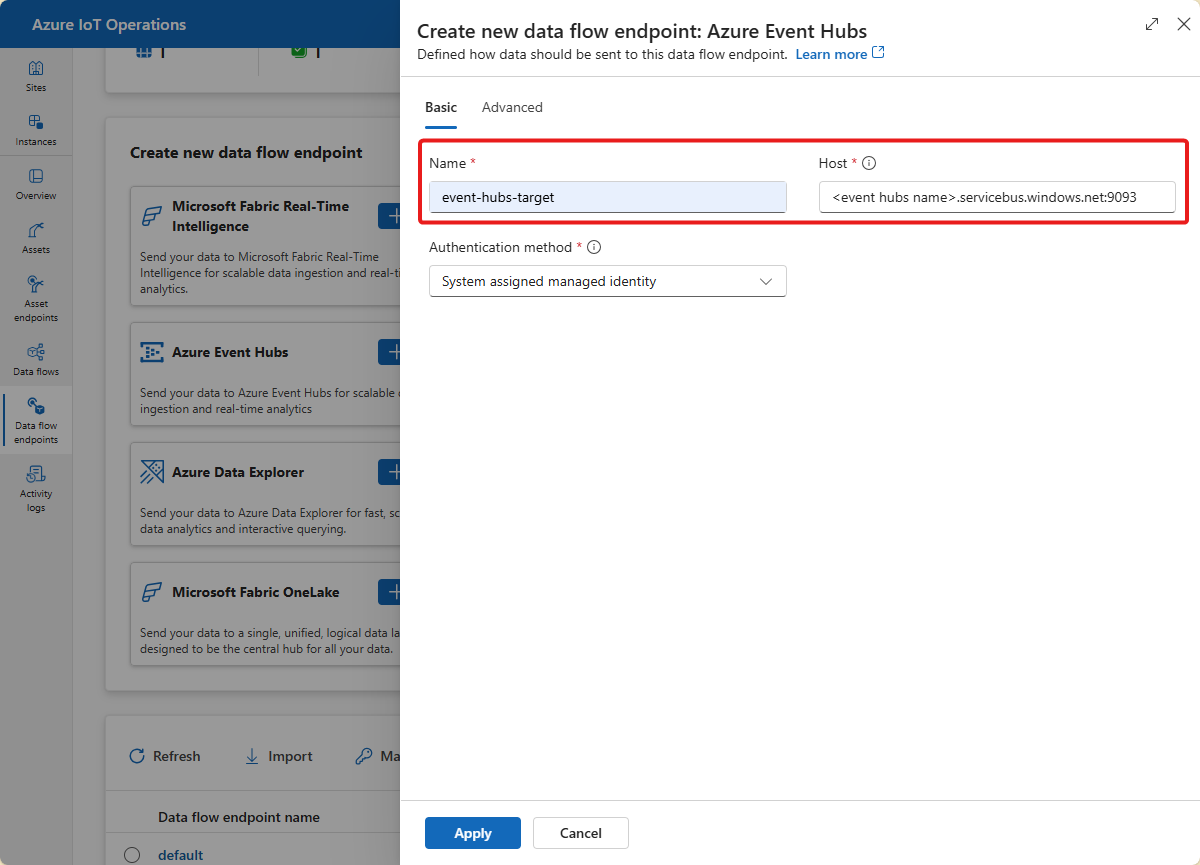 Azure IoT Operations
Sites
Instances
Overview
Assets
Asset
endpoints
Data flows
Data flow
endpoints
Activity
logs
Create new data flow endpoint
Microsoft Fabric Real-Time
Intelligence
Send your data to Microsoft Fabric Real-Time
Intelligence for scalable data ingestion and real-ti
analytics.
Azure Event Hubs
Send your data to Azure Event Hubs for scalable
ingestion and real-time analytics
Azure Data Explorer
Send your data to Azure Data Explorer for fast, sc
data analytics and interactive querying.
Microsoft Fabric OneLake
Send your data to a single, unified, logical data la
designed to be the central hub for all your data.
Refresh Import Ma
Data flow endpoint name
default
Create new data flow endpoint: Azure Event Hubs
Defined how data should be sent to this data flow endpoint. Learn more
Basic Advanced
Name * Host *
event-hubs-target <event hubs name>.servicebus.windows.net:9093
Authentication method *
System assigned managed identity
Apply Cancel